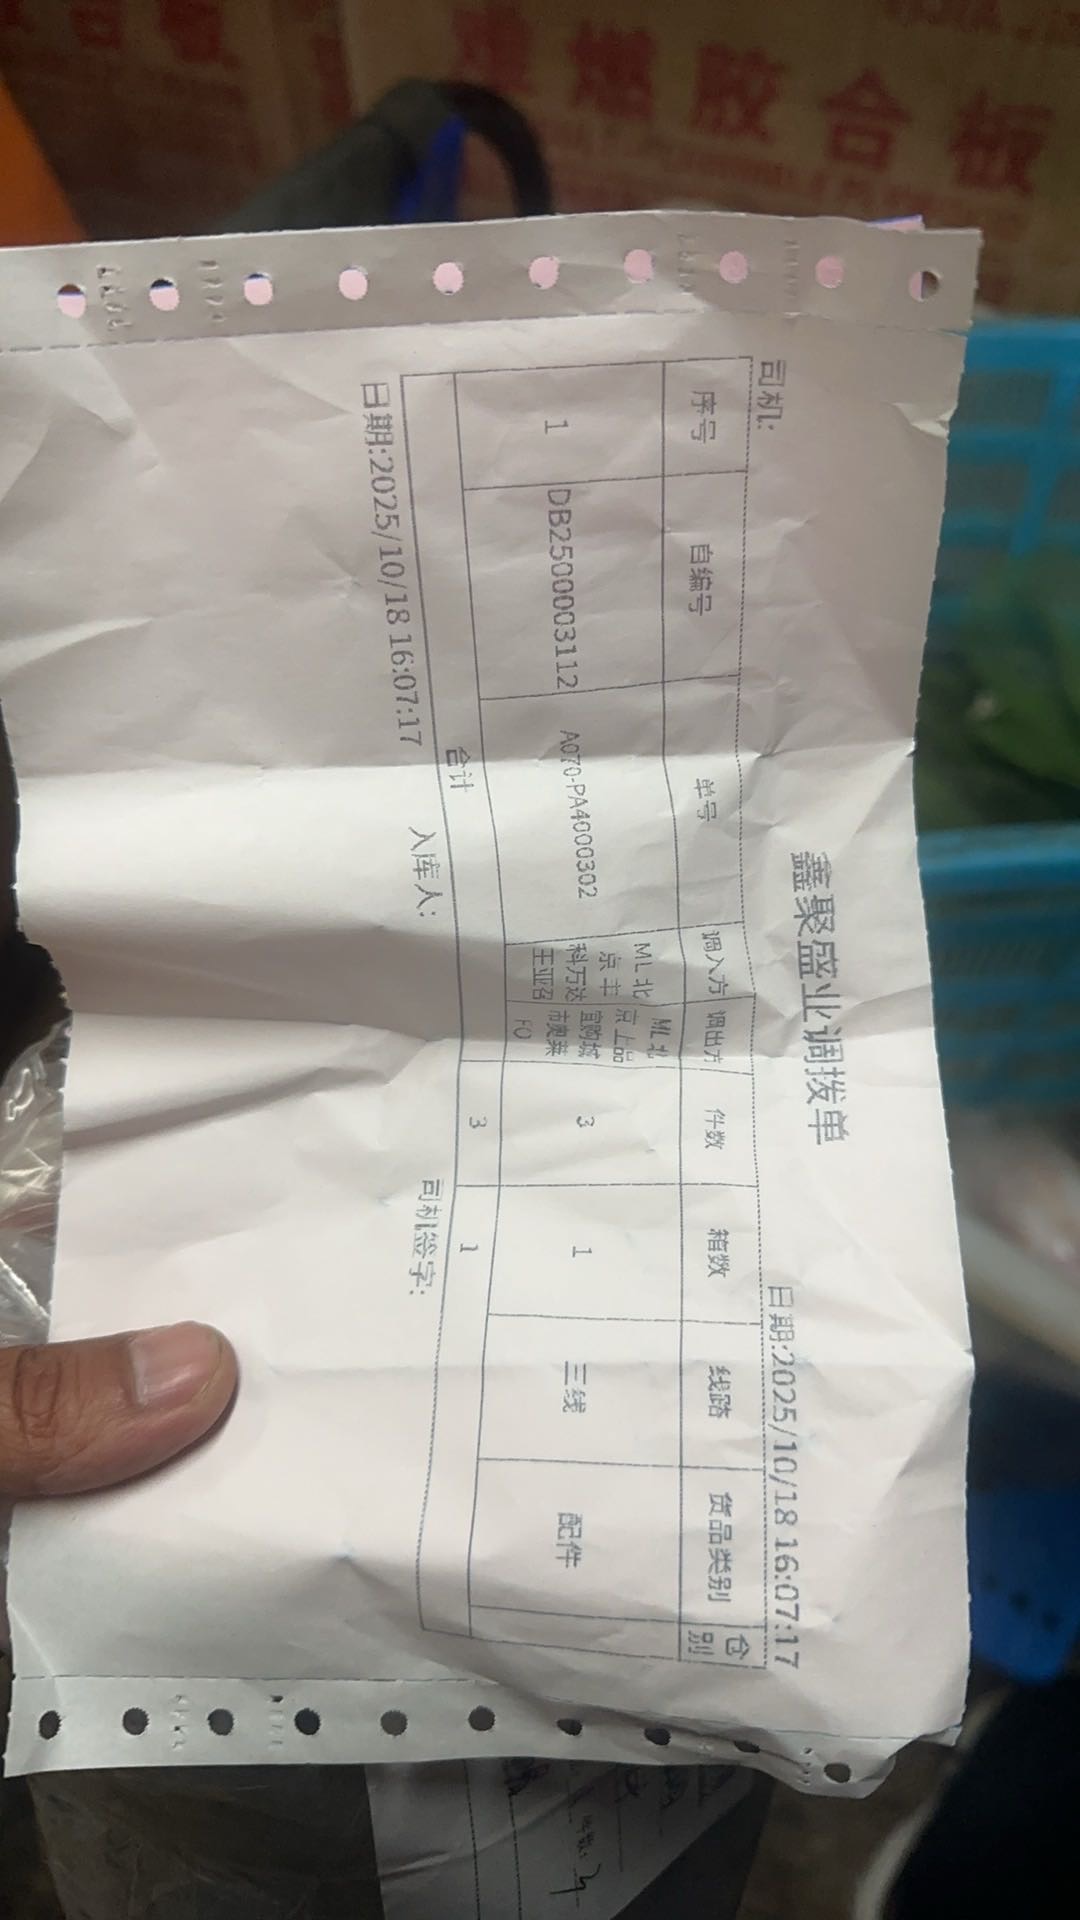 鑫聚盛业调拨单
司机:
日期:2025/10/18 16:07:17
序号 自编号 单号 调入方 调出方 件数 箱数 线路 货品类别 仓别
1 DB2500003112 A070-PA4000302 ML北京丰科万达王亚召 ML北京上品宜购城市奥莱FO 3 1 三线 配件
合计 3 1
日期:2025/10/18 16:07:17 入库人: 司机签字:
燃胶合板